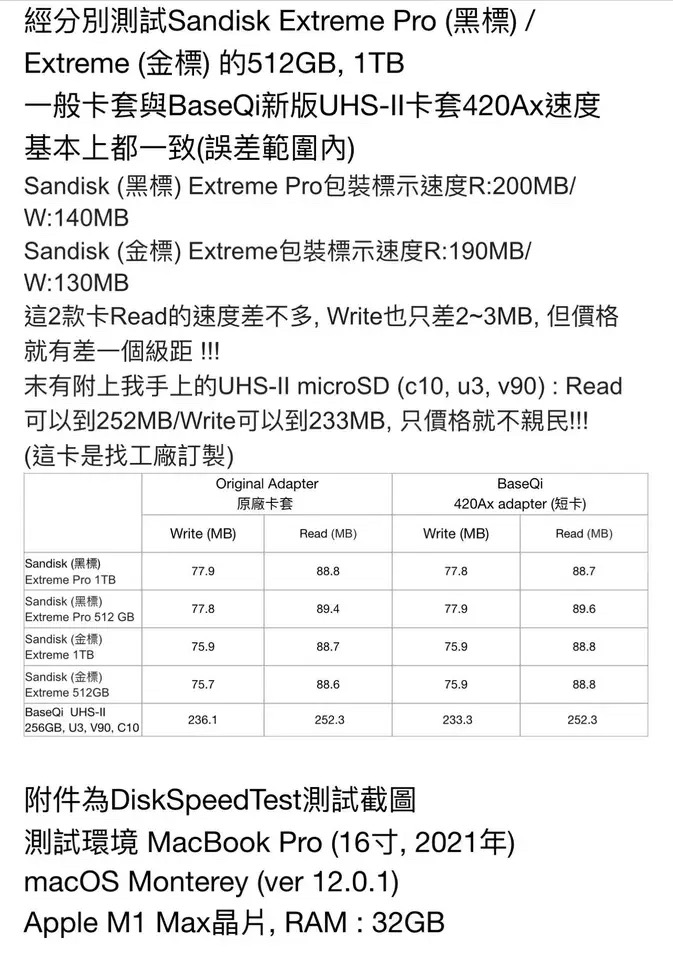 經分別測試Sandisk Extreme Pro (黑標) /
Extreme (金標) 的512GB, 1TB
一般卡套與BaseQi新版UHS-II卡套420Ax速度
基本上都一致(誤差範圍內)
Sandisk (黑標) Extreme Pro包裝標示速度R:200MB/
W:140MB
Sandisk (金標) Extreme包裝標示速度R:190MB/
W:130MB
這2款卡Read的速度差不多, Write也只差2~3MB, 但價格
就有差一個級距 !!!
末有附上我手上的UHS-II microSD (c10, u3, v90) : Read
可以到252MB/Write可以到233MB, 只價格就不親民!!!
(這卡是找工廠訂製)
Original Adapter
原廠卡套
BaseQi
420Ax adapter (短卡)
Write (MB) Read (MB) Write (MB) Read (MB)
Sandisk (黑標)
Extreme Pro 1TB
77.9 88.8 77.8 88.7
Sandisk (黑標)
Extreme Pro 512 GB
77.8 89.4 77.9 89.6
Sandisk (金標)
Extreme 1TB
75.9 88.7 75.9 88.8
Sandisk (金標)
Extreme 512GB
75.7 88.6 75.9 88.8
BaseQi UHS-II
256GB, U3, V90, C10
236.1 252.3 233.3 252.3
附件為DiskSpeedTest測試截圖
測試環境 MacBook Pro (16寸, 2021年)
macOS Monterey (ver 12.0.1)
Apple M1 Max晶片, RAM : 32GB